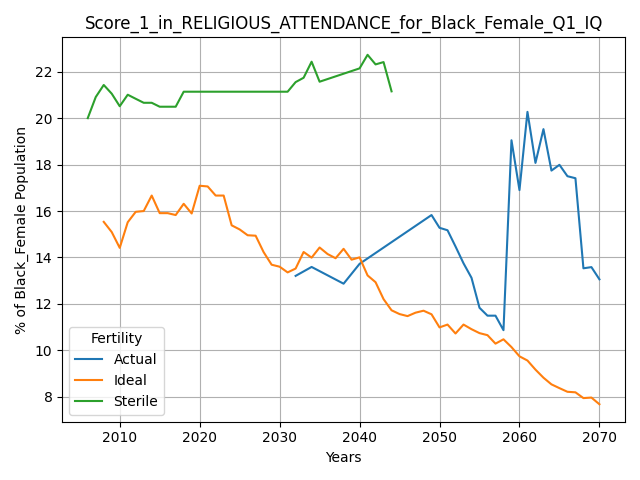 Score_1_in_RELIGIOUS_ATTENDANCE_for_Black_Female_Q1_IQ
% of Black_Female Population
22
20
18
16
14
12
10
8
Fertility
Actual
Ideal
Sterile
2010 2020 2030 2040 2050 2060 2070
Years